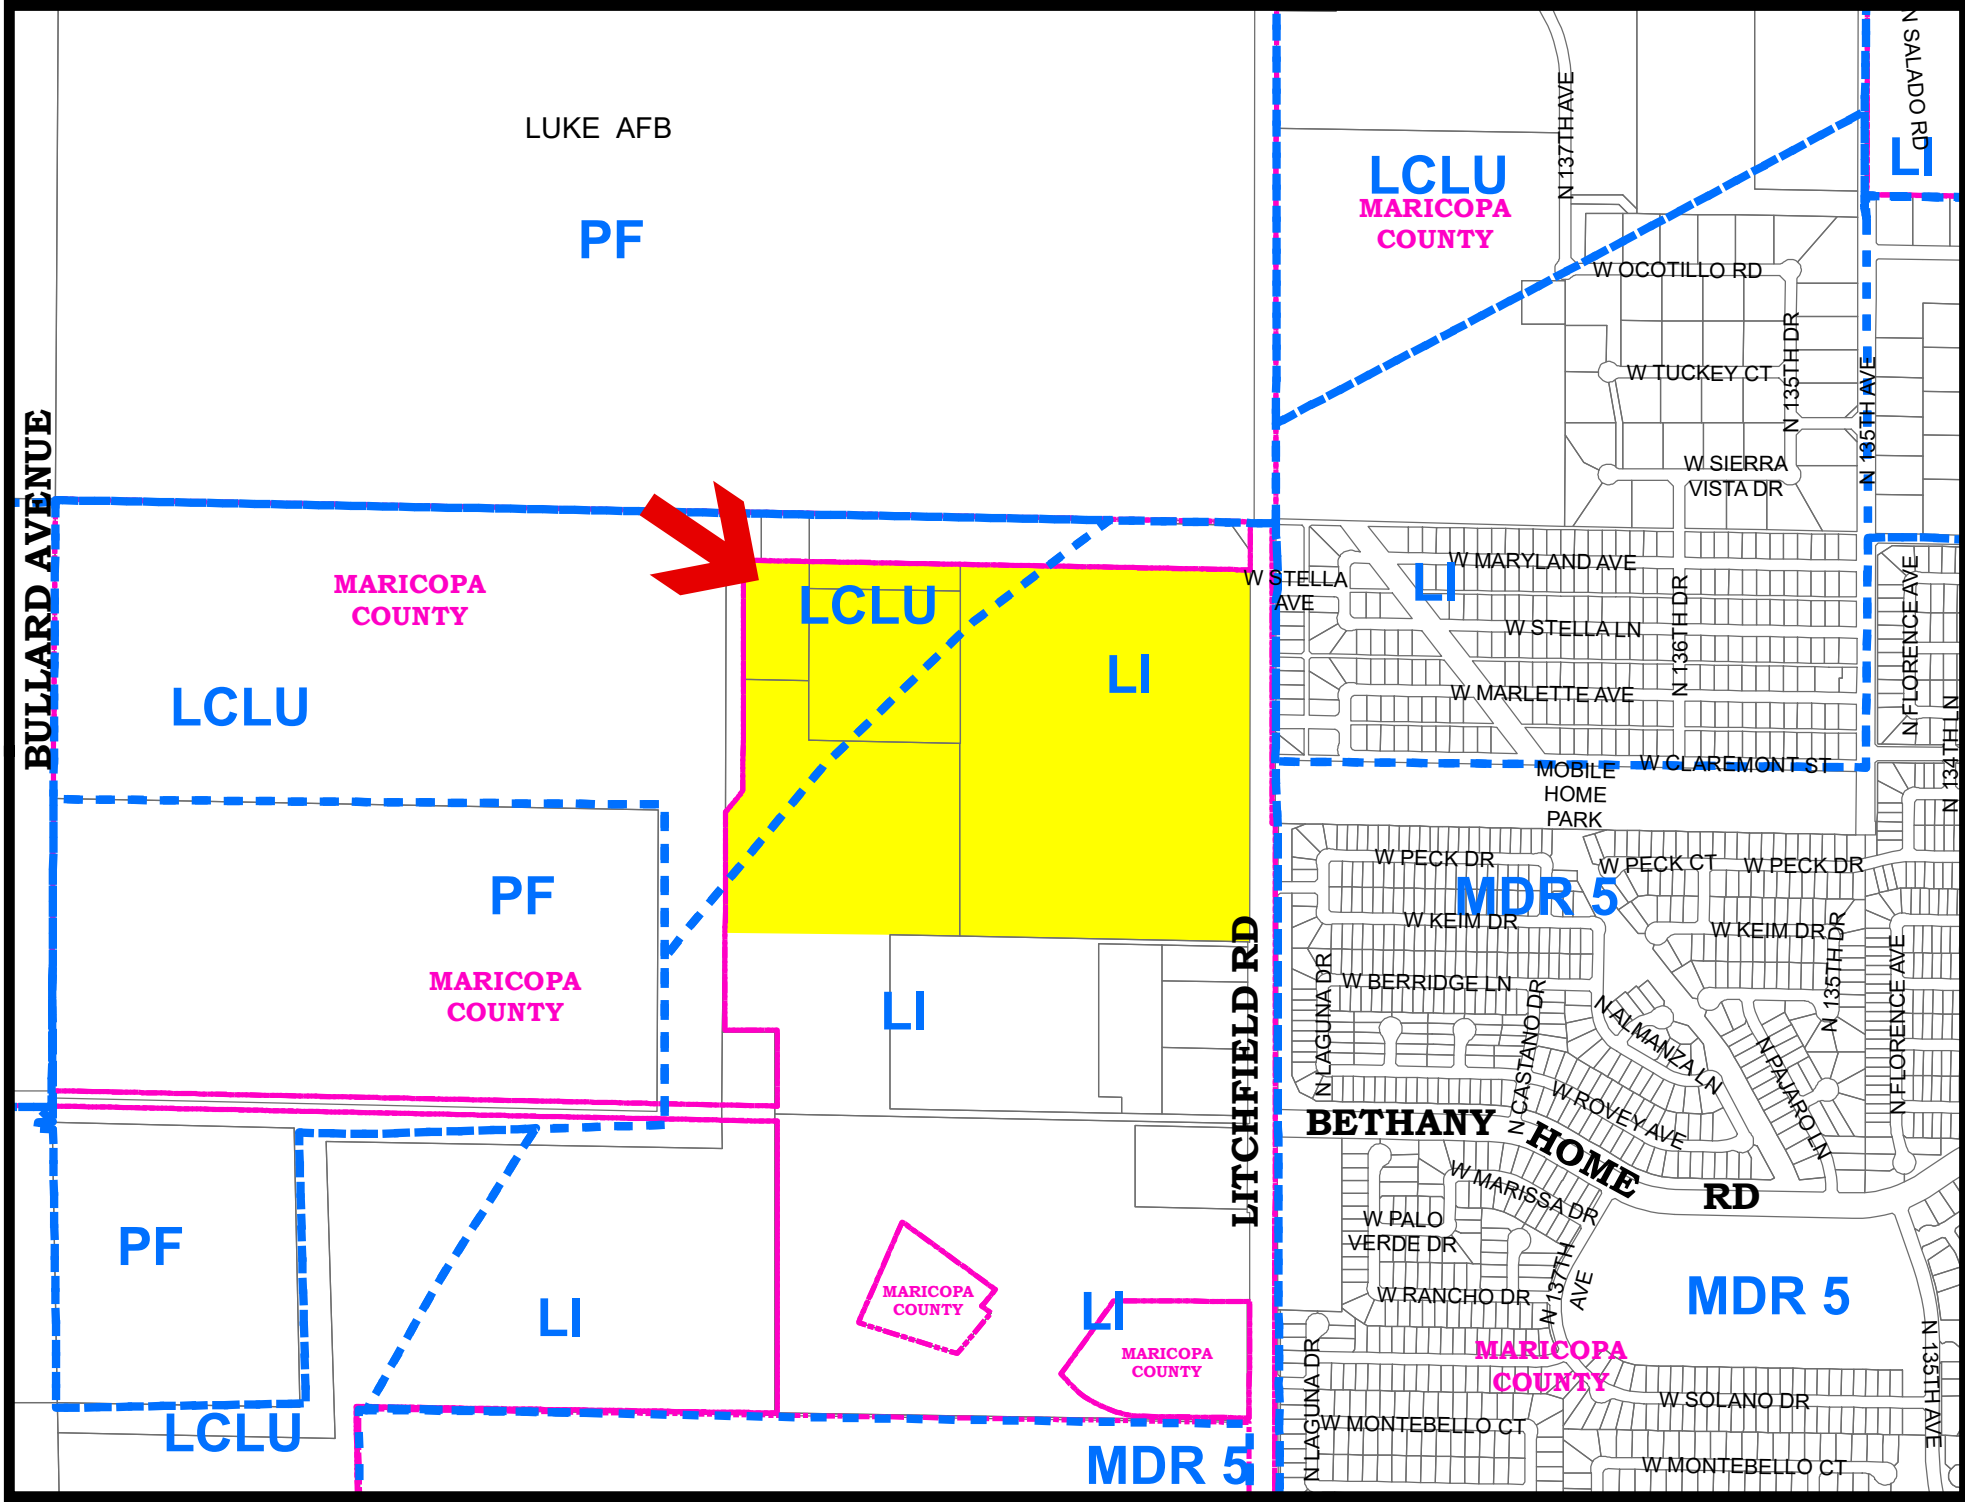 LUKE AFB
PF
LCLU
MARICOPA
COUNTY
N 137TH AVE
N SALADO RD
LI
W OCOTILLO RD
W TUCKEY CT
N 135TH DR
N 135TH AVE
W SIERRA
VISTA DR
BULLARD AVENUE
MARICOPA
COUNTY
LCLU
LCLU
LI
W STELLA
AVE
W MARYLAND AVE
LI
W STELLA LN
N 136TH DR
W MARLETTE AVE
N FLORENCE AVE
N 134TH LN
W CLAREMONT ST
MOBILE
HOME
PARK
PF
MARICOPA
COUNTY
LI
LITCHFIELD RD
W PECK DR
W PECK CT
W PECK DR
MDR 5
W KEIM DR
W KEIM DR
N 135TH DR
N LAGUNA DR
W BERRIDGE LN
N CASTANO DR
N ALMANZA LN
N PAJARO LN
N FLORENCE AVE
W ROVEY AVE
BETHANY
HOME
RD
W MARISSA DR
W PALO
VERDE DR
N 137TH
AVE
W RANCHO DR
MDR 5
PF
LI
MARICOPA
COUNTY
LI
MARICOPA
COUNTY
MARICOPA
COUNTY
N LAGUNA DR
W SOLANO DR
N 135TH AVE
W MONTEBELLO CT
W MONTEBELLO CT
LCLU
MDR 5